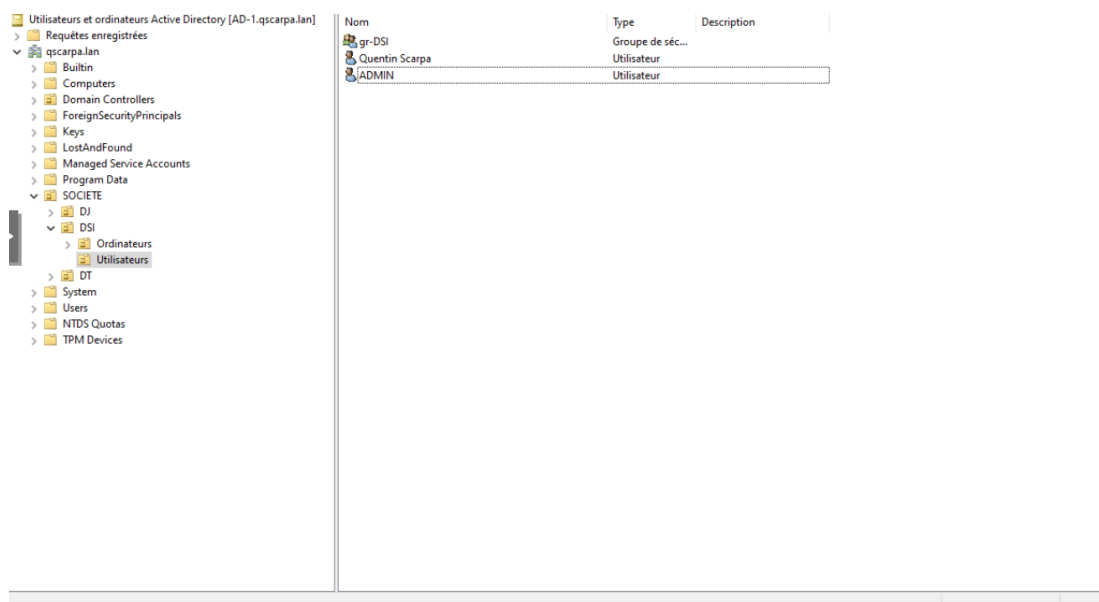 Utilisateurs et ordinateurs Active Directory [AD-1.qscarpa.lan]
Requêtes enregistrées
qscarpa.lan
Builtin
Computers
Domain Controllers
ForeignSecurityPrincipals
Keys
LostAndFound
Managed Service Accounts
Program Data
SOCIETE
DJ
DSI
Ordinateurs
Utilisateurs
DT
System
Users
NTDS Quotas
TPM Devices
Nom Type Description
gr-DSI Groupe de séc...
Quentin Scarpa Utilisateur
ADMIN Utilisateur